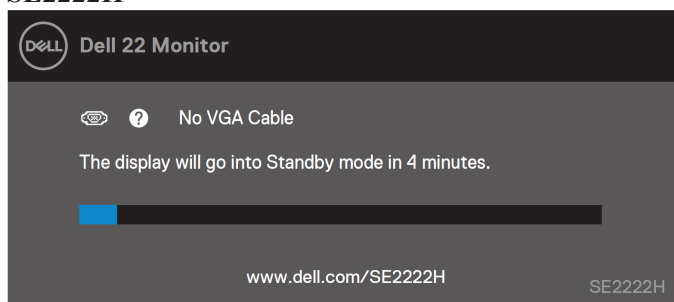 SE2222H
DELL Dell 22 Monitor
? No VGA Cable
The display will go into Standby mode in 4 minutes.
www.dell.com/SE2222H
SE2222H